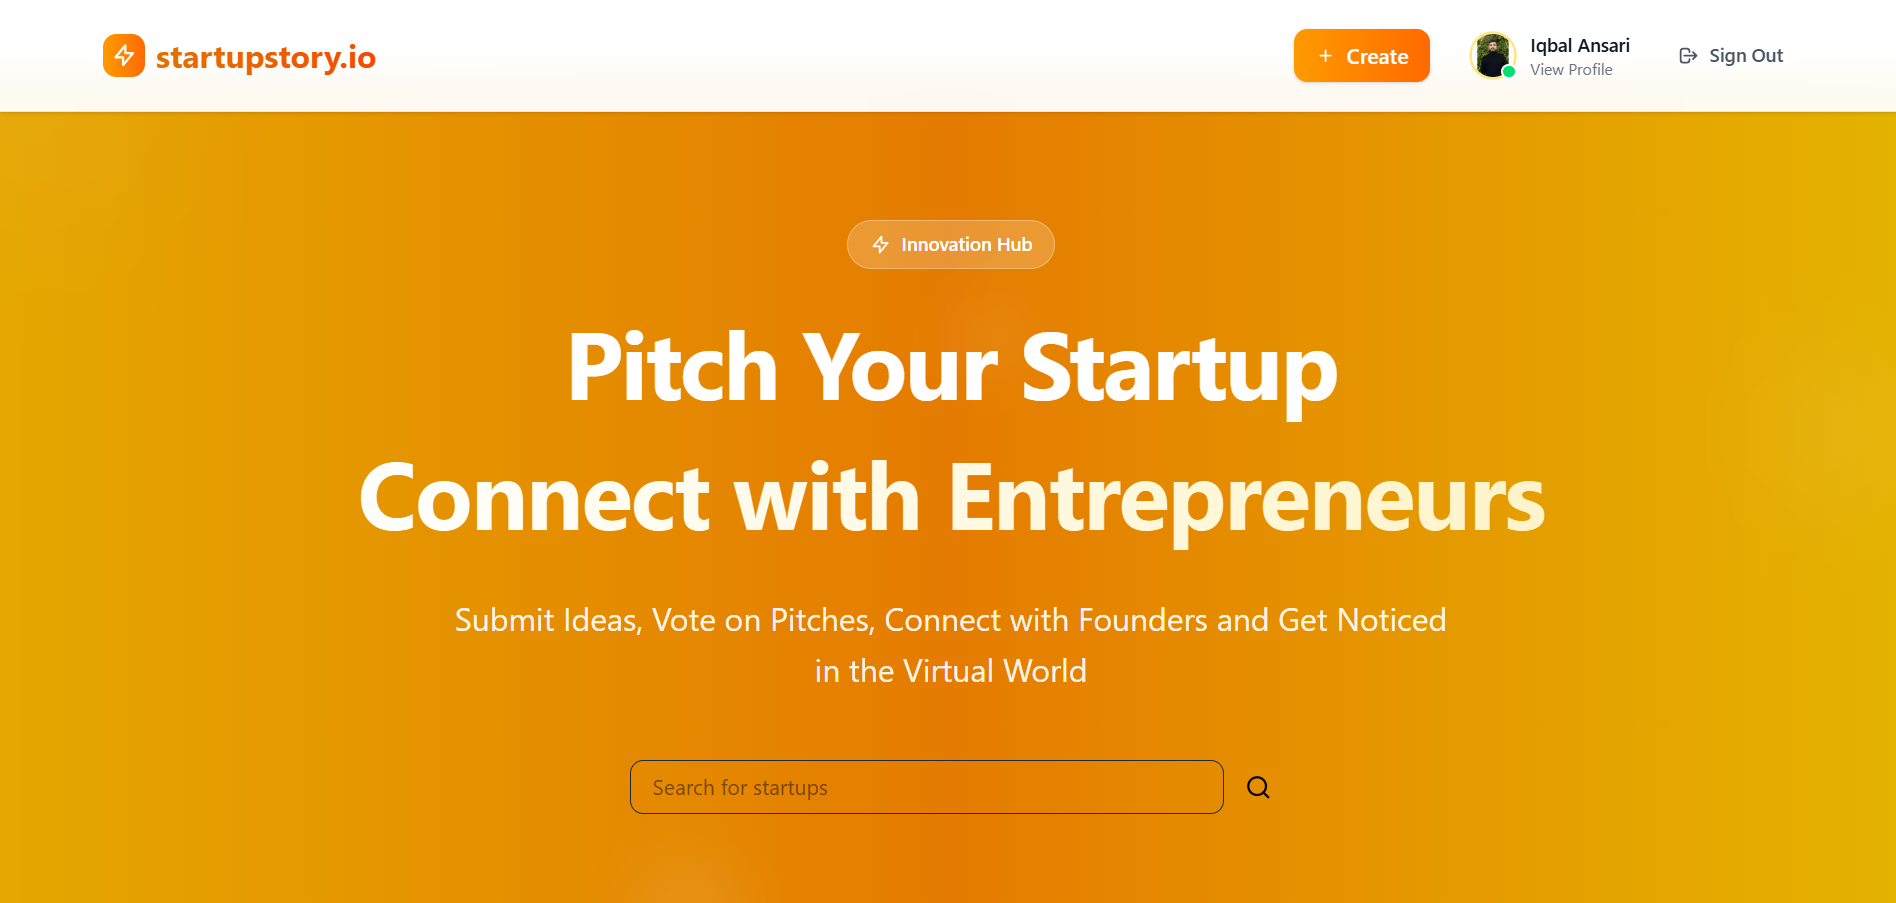 startupstory.io
+ Create
Iqbal Ansari
View Profile
Sign Out
Innovation Hub
Pitch Your Startup
Connect with Entrepreneurs
Submit Ideas, Vote on Pitches, Connect with Founders and Get Noticed
in the Virtual World
Search for startups